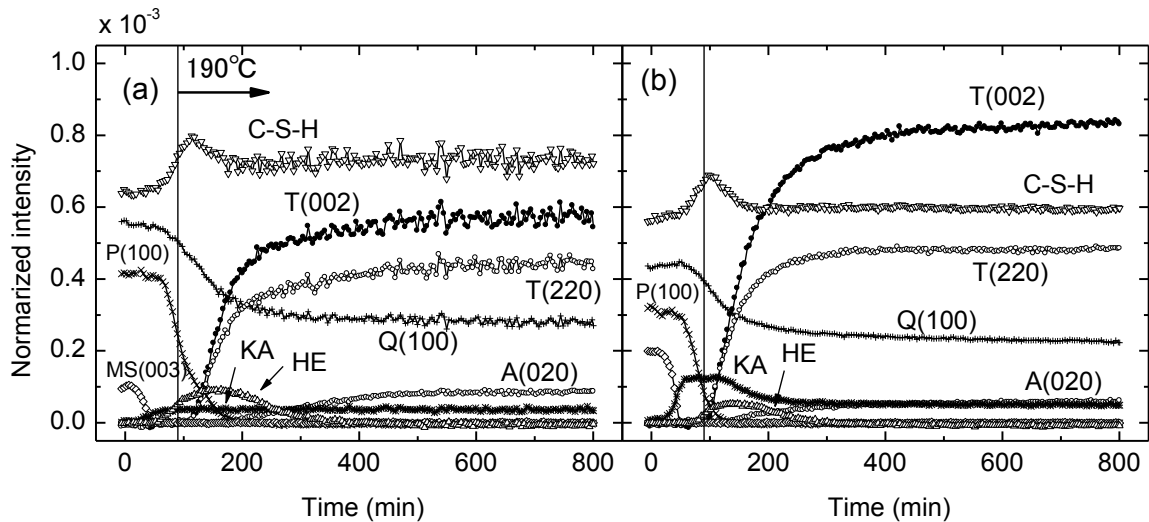 x 10⁻³
Normarized intensity
1.0
0.8
0.6
0.4
0.2
0.0
(a)
190℃
C-S-H
T(002)
P(100)
T(220)
Q(100)
MS(003)
KA
HE
A(020)
0 200 400 600 800
Time (min)
(b)
T(002)
C-S-H
P(100)
T(220)
Q(100)
KA
HE
A(020)
0 200 400 600 800
Time (min)